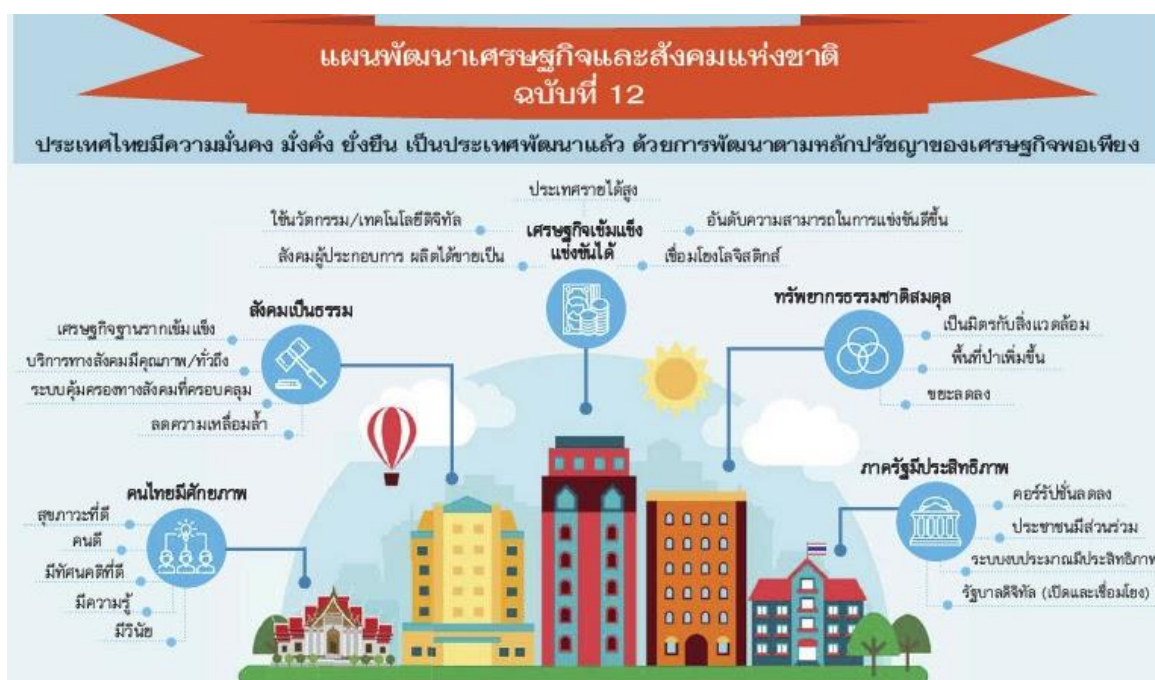 แผนพัฒนาเศรษฐกิจและสังคมแห่งชาติ
ฉบับที่ 12
ประเทศไทยมีความมั่นคง มั่งคั่ง ยั่งยืน เป็นประเทศพัฒนาแล้ว ด้วยการพัฒนาตามหลักปรัชญาของเศรษฐกิจพอเพียง
ประเทศรายได้สูง
ใช้นวัตกรรม/เทคโนโลยีดิจิทัล
เศรษฐกิจเข้มแข็ง
แข่งขันได้
อันดับความสามารถในการแข่งขันดีขึ้น
สังคมผู้ประกอบการ ผลิตได้ขายเป็น
เชื่อมโยงโลจิสติกส์
สังคมเป็นธรรม
เศรษฐกิจฐานรากเข้มแข็ง
บริการทางสังคมมีคุณภาพ/ทั่วถึง
ระบบคุ้มครองทางสังคมที่ครอบคลุม
ลดความเหลื่อมล้ำ
ทรัพยากรธรรมชาติสมดุล
เป็นมิตรกับสิ่งแวดล้อม
พื้นที่ป่าเพิ่มขึ้น
ขยะลดลง
คนไทยมีศักยภาพ
สุขภาวะที่ดี
คนดี
มีทัศนคติที่ดี
มีความรู้
มีวินัย
ภาครัฐมีประสิทธิภาพ
คอร์รัปชั่นลดลง
ประชาชนมีส่วนร่วม
ระบบงบประมาณมีประสิทธิภาพ
รัฐบาลดิจิทัล (เปิดและเชื่อมโยง)